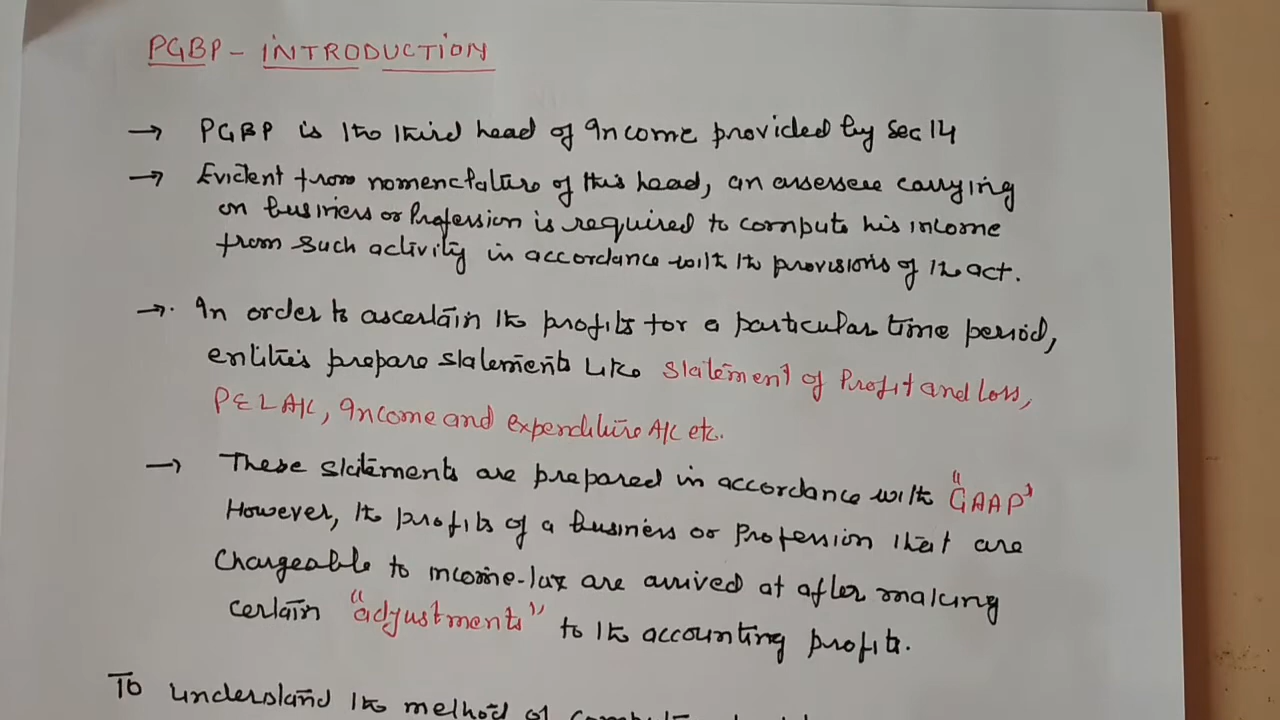 PGBP - INTRODUCTION
→ PGBP is the third head of Income provided by Sec 14
→ Evident from nomenclature of this head, an assessee carrying
on business or Profession is required to compute his income
from such activity in accordance with the provisions of the act.
→. In order to ascertain the profits for a particular time period,
entities prepare statements like Statement of Profit and Loss,
P & L A/C, Income and expenditure A/C etc.
→ These statements are prepared in accordance with "GAAP"
However, the profits of a business or Profession that are
Chargeable to income-tax are arrived at after making
certain "adjustments" to the accounting profits.
To understand the method of